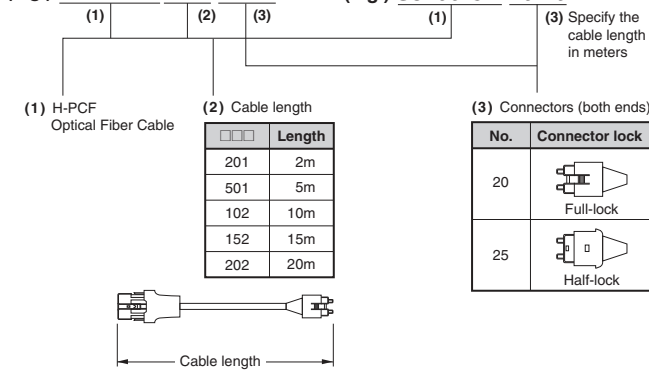 (1) (2) (3) (1) (3) Specify the
cable length
in meters
(1) H-PCF
Optical Fiber Cable
(2) Cable length
□□□ Length
201 2m
501 5m
102 10m
152 15m
202 20m
Cable length
(3) Connectors (both ends)
No. Connector lock
20
Full-lock
25
Half-lock